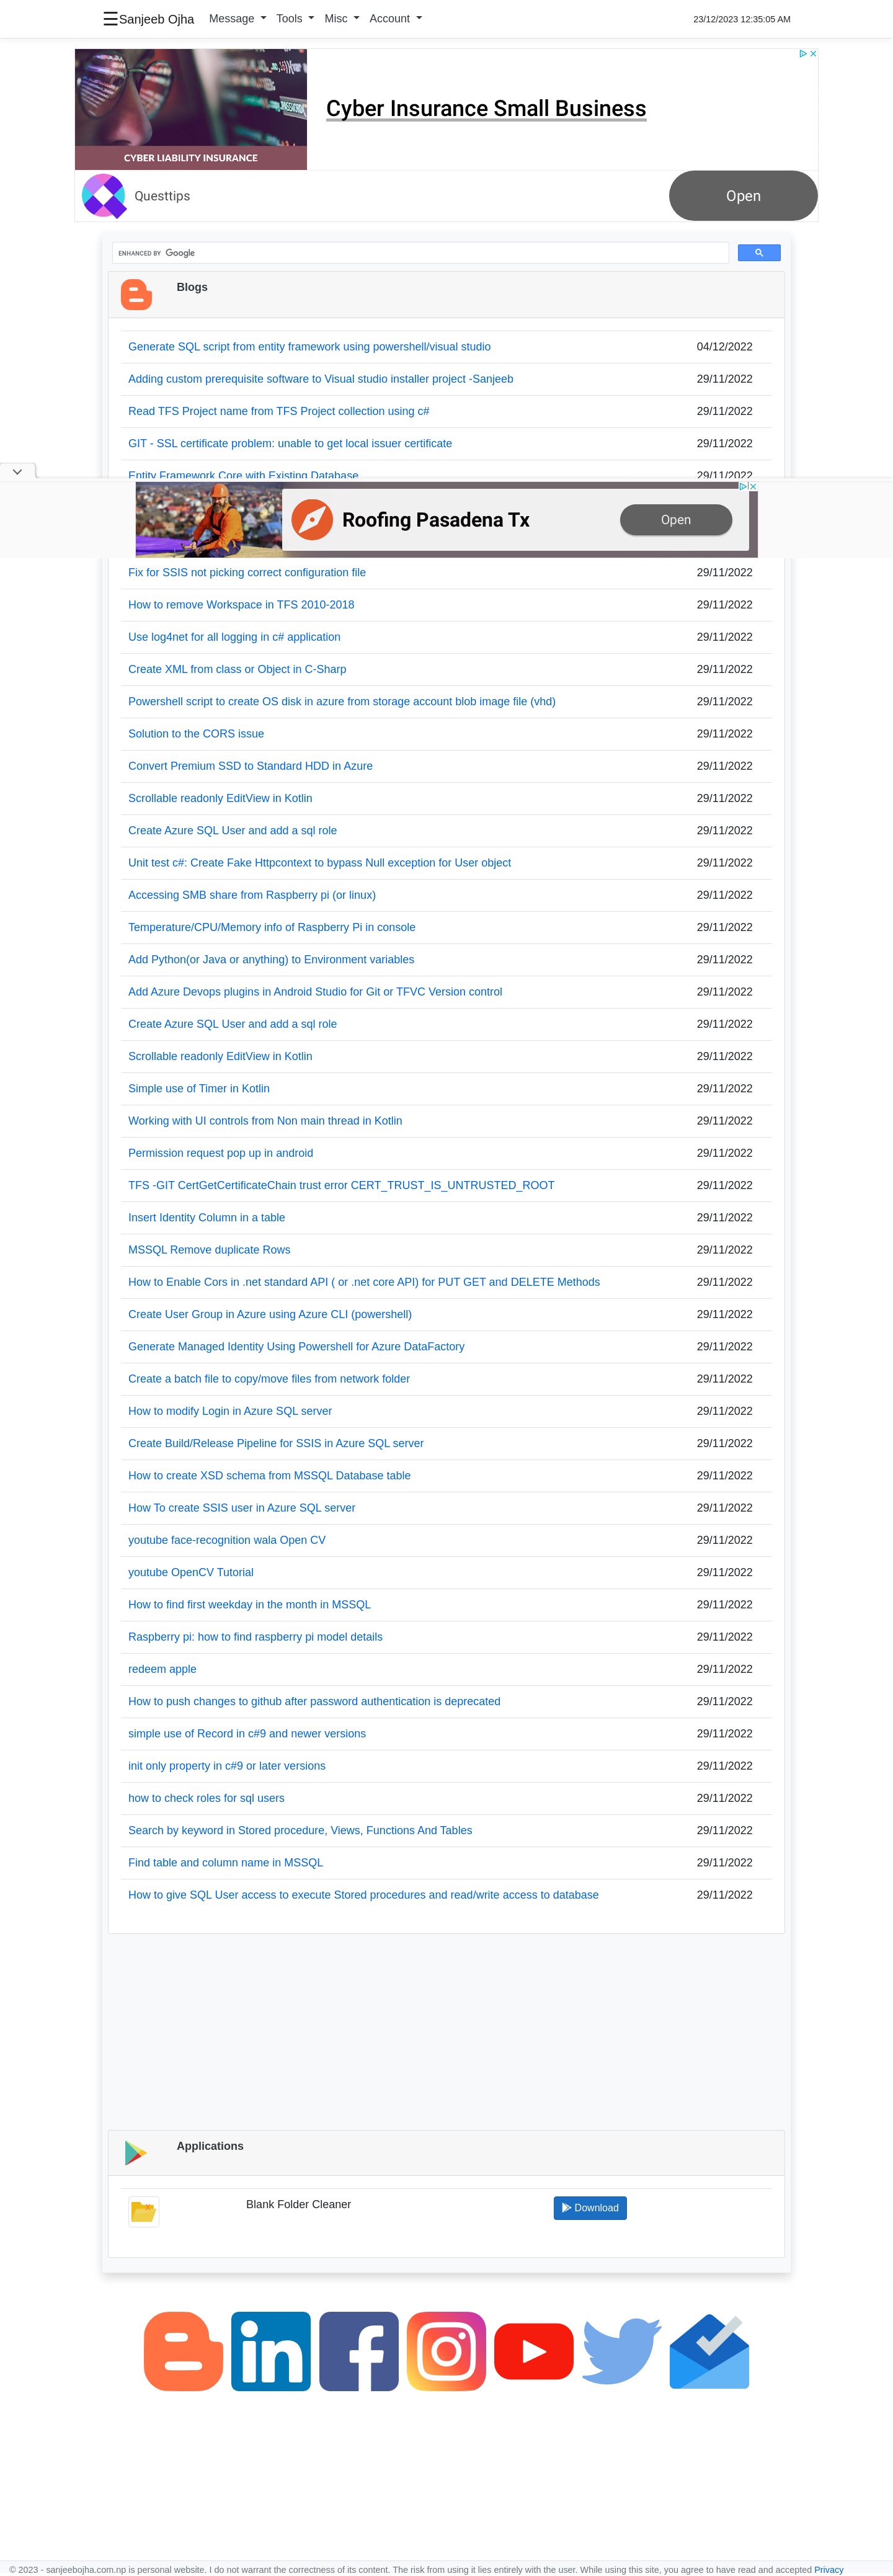 ☰Sanjeeb Ojha Message Tools Misc Account 23/12/2023 12:35:05 AM
CYBER LIABILITY INSURANCE
Cyber Insurance Small Business
Questtips
Open
ENHANCED BY Google
Blogs
Generate SQL script from entity framework using powershell/visual studio 04/12/2022
Adding custom prerequisite software to Visual studio installer project -Sanjeeb 29/11/2022
Read TFS Project name from TFS Project collection using c# 29/11/2022
GIT - SSL certificate problem: unable to get local issuer certificate 29/11/2022
Entity Framework Core with Existing Database 29/11/2022
Roofing Pasadena Tx
Open
Fix for SSIS not picking correct configuration file 29/11/2022
How to remove Workspace in TFS 2010-2018 29/11/2022
Use log4net for all logging in c# application 29/11/2022
Create XML from class or Object in C-Sharp 29/11/2022
Powershell script to create OS disk in azure from storage account blob image file (vhd) 29/11/2022
Solution to the CORS issue 29/11/2022
Convert Premium SSD to Standard HDD in Azure 29/11/2022
Scrollable readonly EditView in Kotlin 29/11/2022
Create Azure SQL User and add a sql role 29/11/2022
Unit test c#: Create Fake Httpcontext to bypass Null exception for User object 29/11/2022
Accessing SMB share from Raspberry pi (or linux) 29/11/2022
Temperature/CPU/Memory info of Raspberry Pi in console 29/11/2022
Add Python(or Java or anything) to Environment variables 29/11/2022
Add Azure Devops plugins in Android Studio for Git or TFVC Version control 29/11/2022
Create Azure SQL User and add a sql role 29/11/2022
Scrollable readonly EditView in Kotlin 29/11/2022
Simple use of Timer in Kotlin 29/11/2022
Working with UI controls from Non main thread in Kotlin 29/11/2022
Permission request pop up in android 29/11/2022
TFS -GIT CertGetCertificateChain trust error CERT_TRUST_IS_UNTRUSTED_ROOT 29/11/2022
Insert Identity Column in a table 29/11/2022
MSSQL Remove duplicate Rows 29/11/2022
How to Enable Cors in .net standard API ( or .net core API) for PUT GET and DELETE Methods 29/11/2022
Create User Group in Azure using Azure CLI (powershell) 29/11/2022
Generate Managed Identity Using Powershell for Azure DataFactory 29/11/2022
Create a batch file to copy/move files from network folder 29/11/2022
How to modify Login in Azure SQL server 29/11/2022
Create Build/Release Pipeline for SSIS in Azure SQL server 29/11/2022
How to create XSD schema from MSSQL Database table 29/11/2022
How To create SSIS user in Azure SQL server 29/11/2022
youtube face-recognition wala Open CV 29/11/2022
youtube OpenCV Tutorial 29/11/2022
How to find first weekday in the month in MSSQL 29/11/2022
Raspberry pi: how to find raspberry pi model details 29/11/2022
redeem apple 29/11/2022
How to push changes to github after password authentication is deprecated 29/11/2022
simple use of Record in c#9 and newer versions 29/11/2022
init only property in c#9 or later versions 29/11/2022
how to check roles for sql users 29/11/2022
Search by keyword in Stored procedure, Views, Functions And Tables 29/11/2022
Find table and column name in MSSQL 29/11/2022
How to give SQL User access to execute Stored procedures and read/write access to database 29/11/2022
Applications
Blank Folder Cleaner Download
© 2023 - sanjeebojha.com.np is personal website. I do not warrant the correctness of its content. The risk from using it lies entirely with the user. While using this site, you agree to have read and accepted Privacy